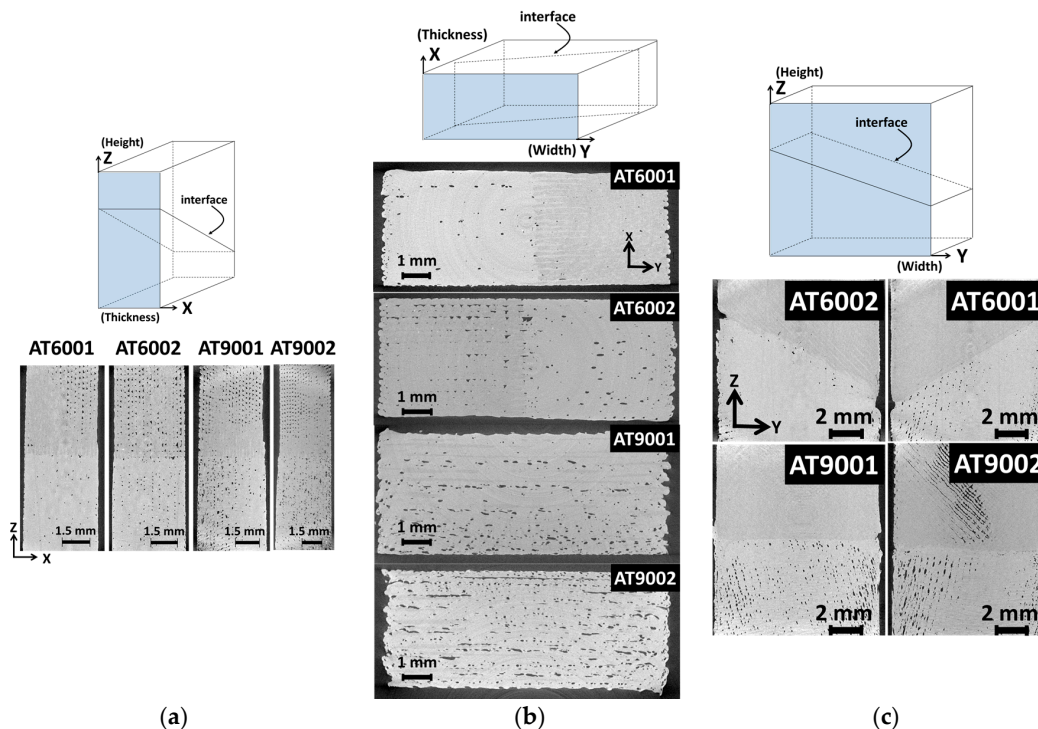 (Height)
Z
interface
X
(Thickness)
AT6001 AT6002 AT9001 AT9002
1.5 mm 1.5 mm 1.5 mm 1.5 mm
Z
X
(a)
interface
(Thickness)
X
(Width) Y
AT6001
X
Y
1 mm
AT6002
1 mm
AT9001
1 mm
AT9002
1 mm
(b)
(Height)
Z
interface
Y
(Width)
AT6002 AT6001
Z
Y
2 mm 2 mm
AT9001 AT9002
2 mm 2 mm
(c)